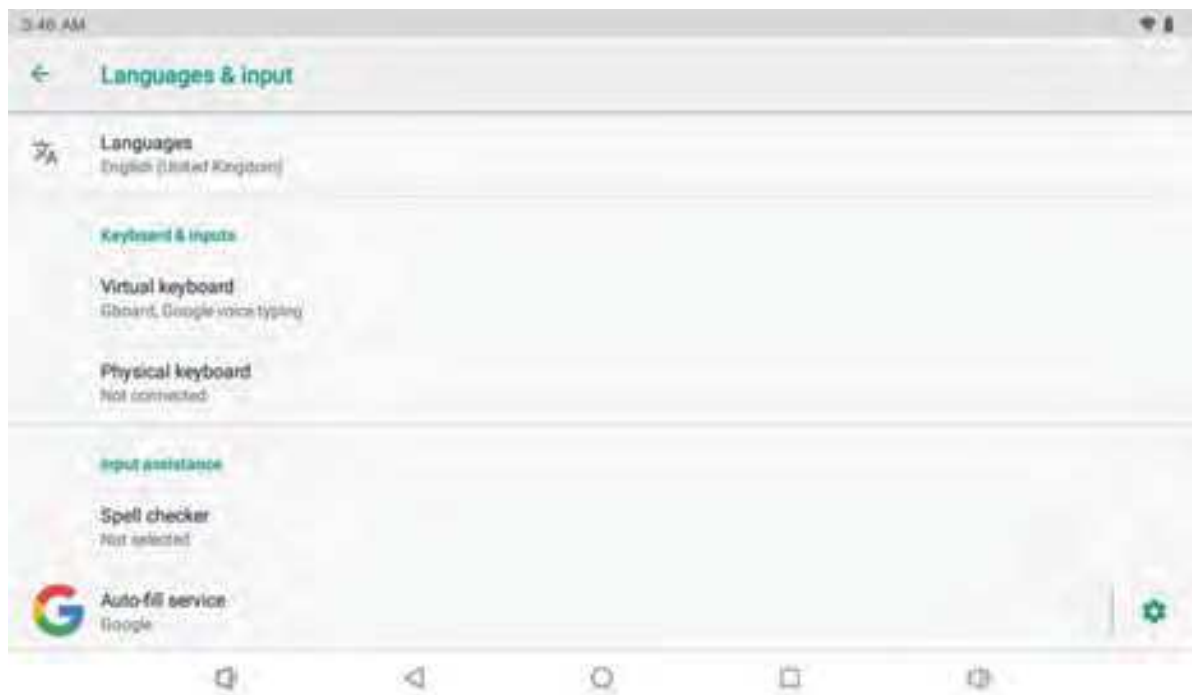 3:46 AM
Languages & input
Languages
English (United Kingdom)
Keyboard & inputs
Virtual keyboard
Gboard, Google voice typing
Physical keyboard
Not connected
Input assistance
Spell checker
Not selected
Auto-fill service
Google